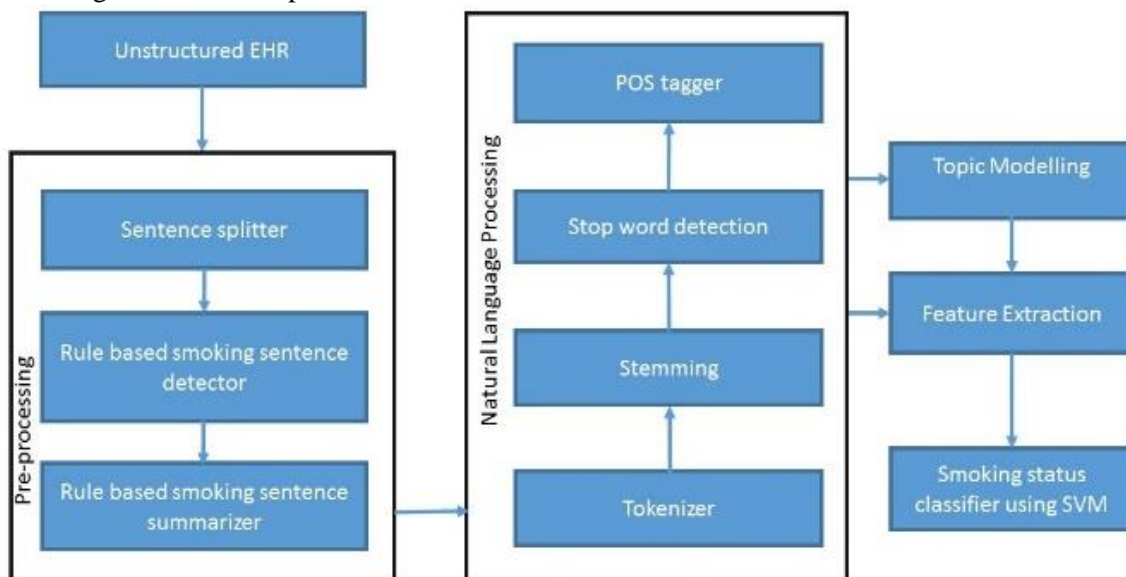 Unstructured EHR
Pre-processing
Sentence splitter
Rule based smoking sentence
detector
Rule based smoking sentence
summarizer
Natural Language Processing
POS tagger
Stop word detection
Stemming
Tokenizer
Topic Modelling
Feature Extraction
Smoking status
classifier using SVM